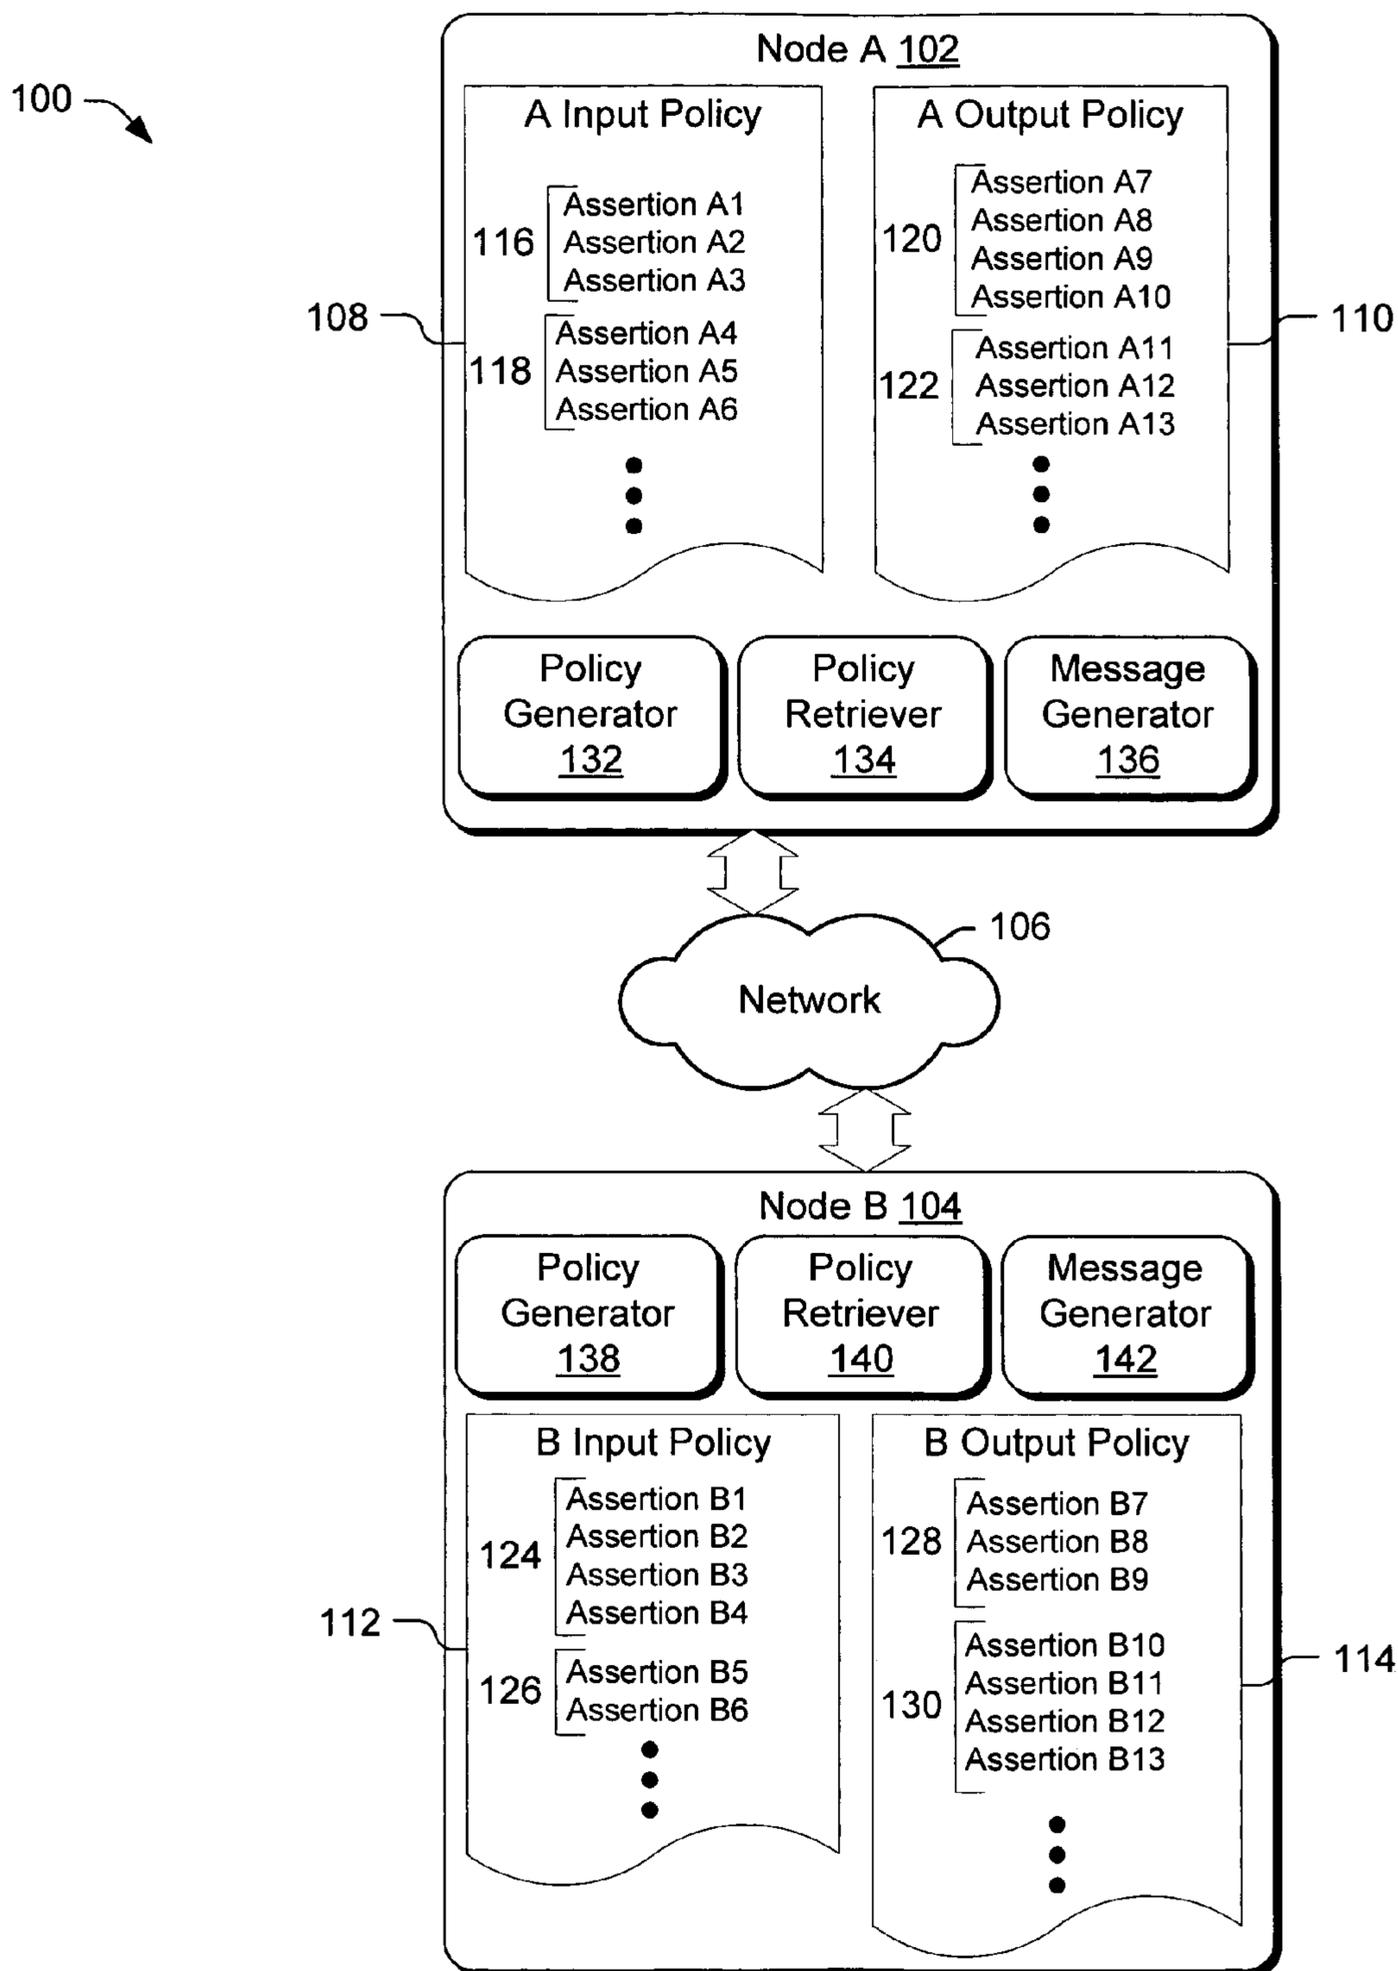 100
Node A 102
A Input Policy
116
Assertion A1
Assertion A2
Assertion A3
108
118
Assertion A4
Assertion A5
Assertion A6
A Output Policy
120
Assertion A7
Assertion A8
Assertion A9
Assertion A10
110
122
Assertion A11
Assertion A12
Assertion A13
Policy
Generator
132
Policy
Retriever
134
Message
Generator
136
106
Network
Node B 104
Policy
Generator
138
Policy
Retriever
140
Message
Generator
142
B Input Policy
124
Assertion B1
Assertion B2
Assertion B3
Assertion B4
112
126
Assertion B5
Assertion B6
B Output Policy
128
Assertion B7
Assertion B8
Assertion B9
130
Assertion B10
Assertion B11
Assertion B12
Assertion B13
114